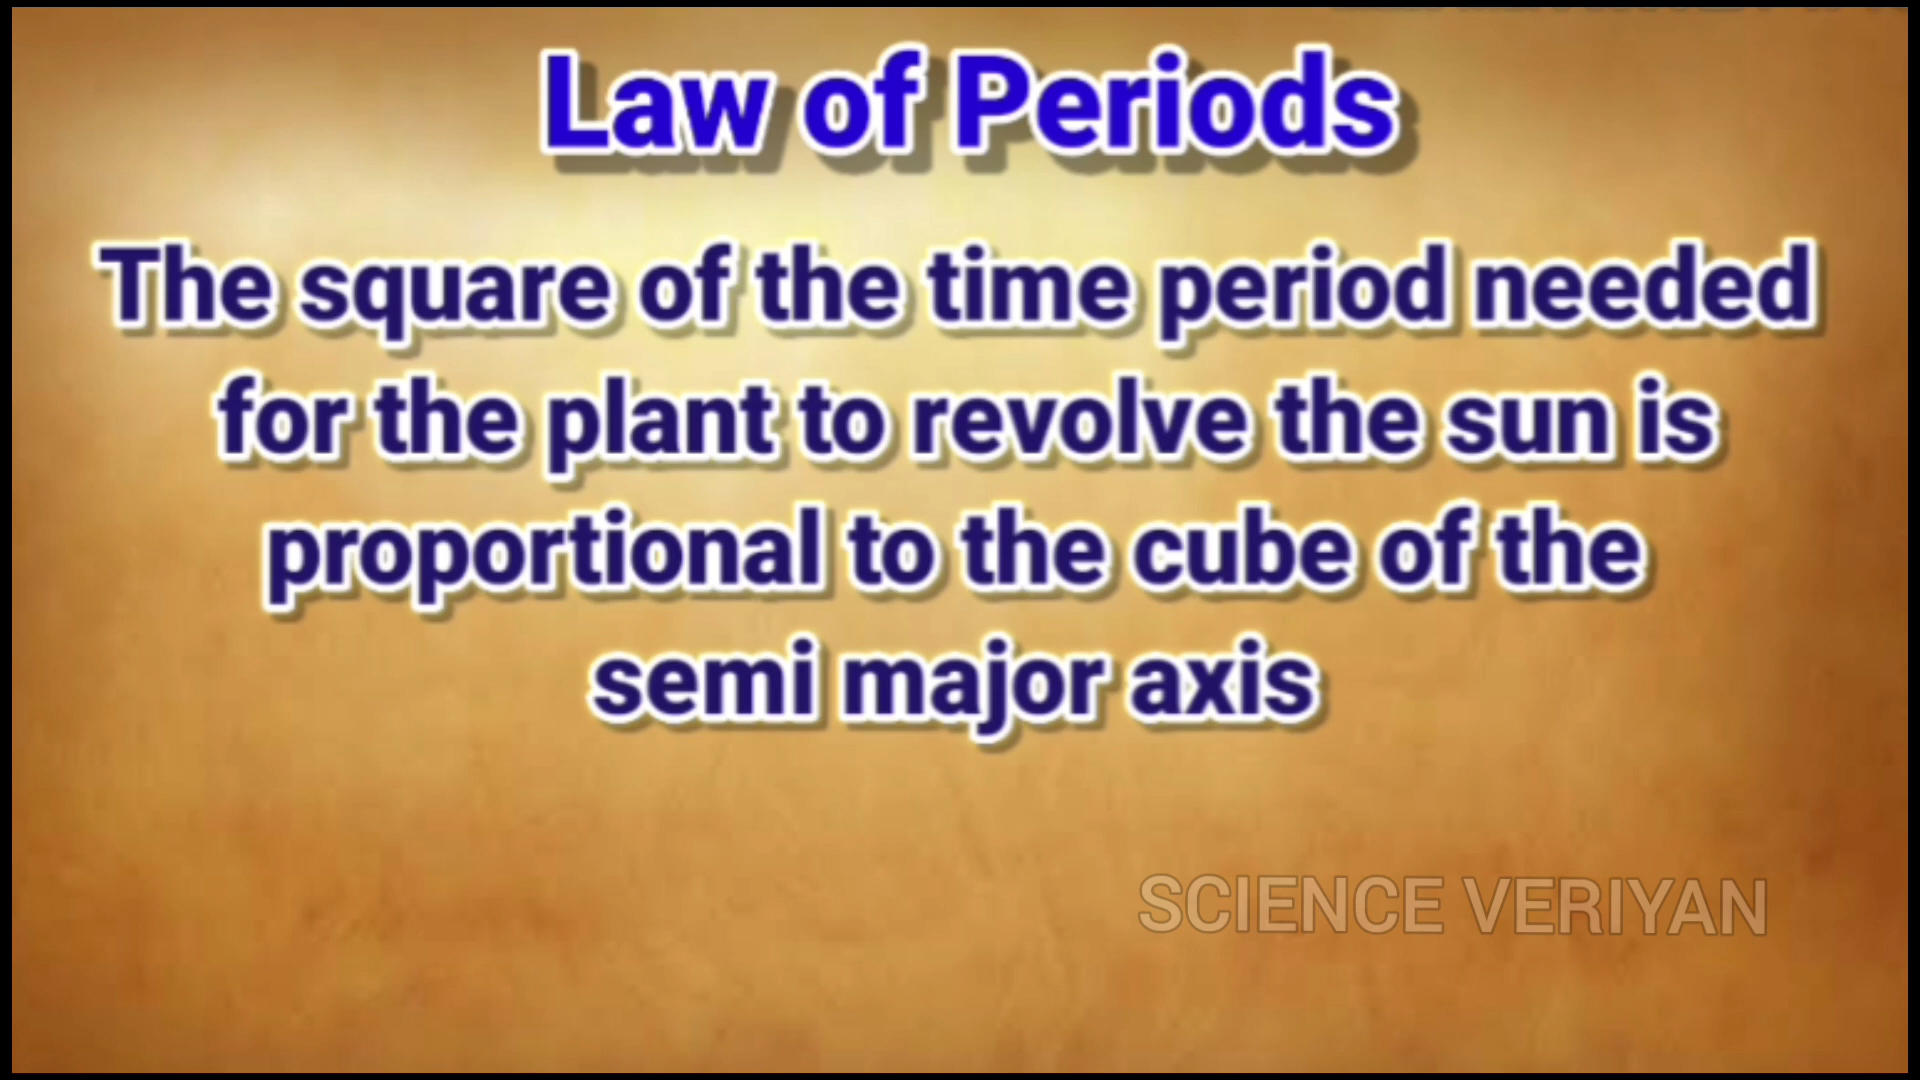 Law of Periods
The square of the time period needed
for the plant to revolve the sun is
proportional to the cube of the
semi major axis
SCIENCE VERIYAN